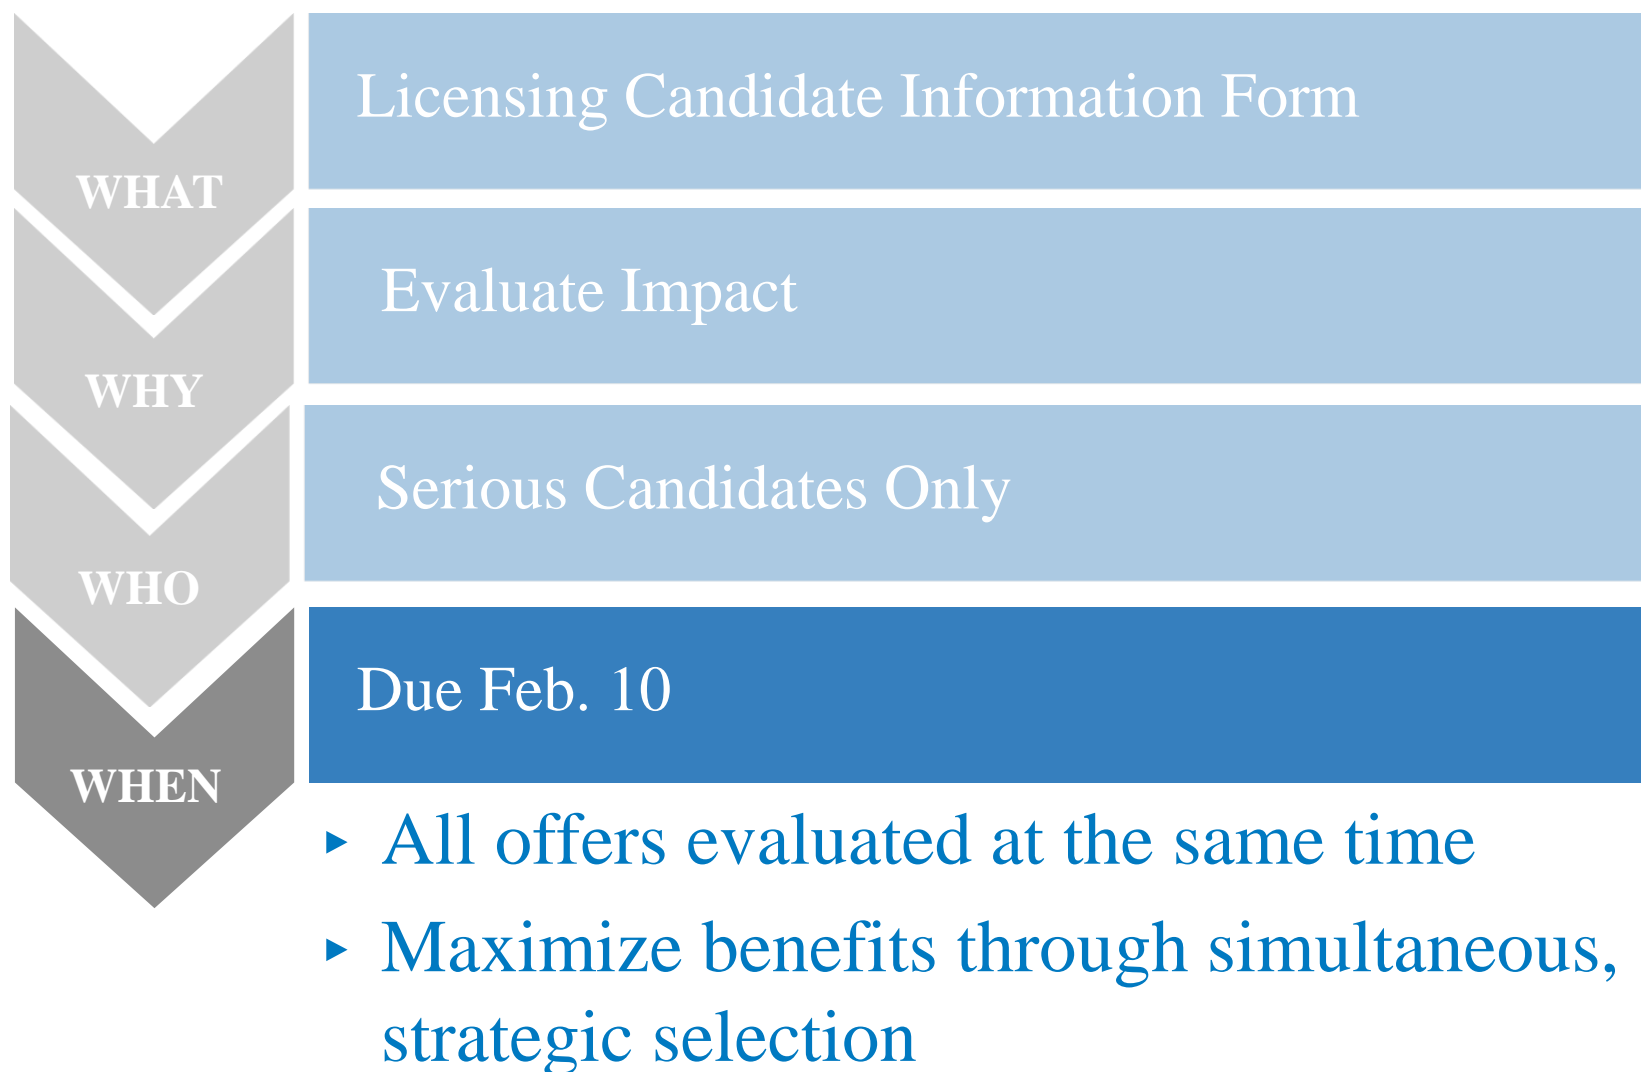 WHAT
Licensing Candidate Information Form
WHY
Evaluate Impact
WHO
Serious Candidates Only
WHEN
Due Feb. 10
▸ All offers evaluated at the same time
▸ Maximize benefits through simultaneous,
strategic selection